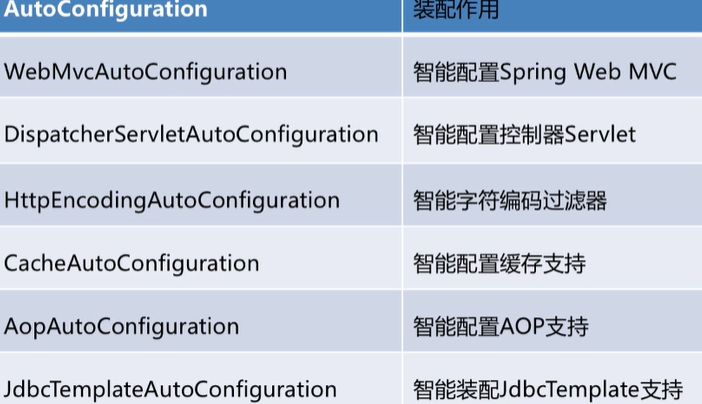 AutoConfiguration 装配作用
WebMvcAutoConfiguration 智能配置Spring Web MVC
DispatcherServletAutoConfiguration 智能配置控制器Servlet
HttpEncodingAutoConfiguration 智能字符编码过滤器
CacheAutoConfiguration 智能配置缓存支持
AopAutoConfiguration 智能配置AOP支持
JdbcTemplateAutoConfiguration 智能装配JdbcTemplate支持